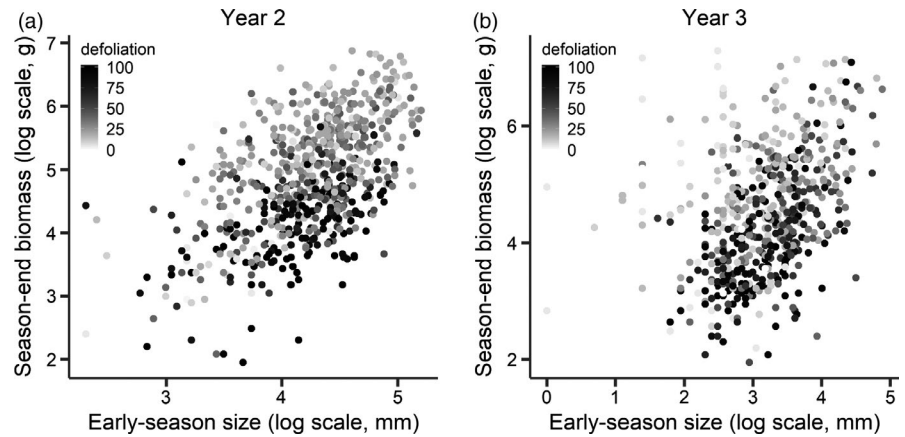 (a)
Year 2
Season-end biomass (log scale, g)
7
6
5
4
3
2
defoliation
100
75
50
25
0
3
4
5
Early-season size (log scale, mm)
(b)
Year 3
Season-end biomass (log scale, g)
6
4
2
defoliation
100
75
50
25
0
0
1
2
3
4
5
Early-season size (log scale, mm)